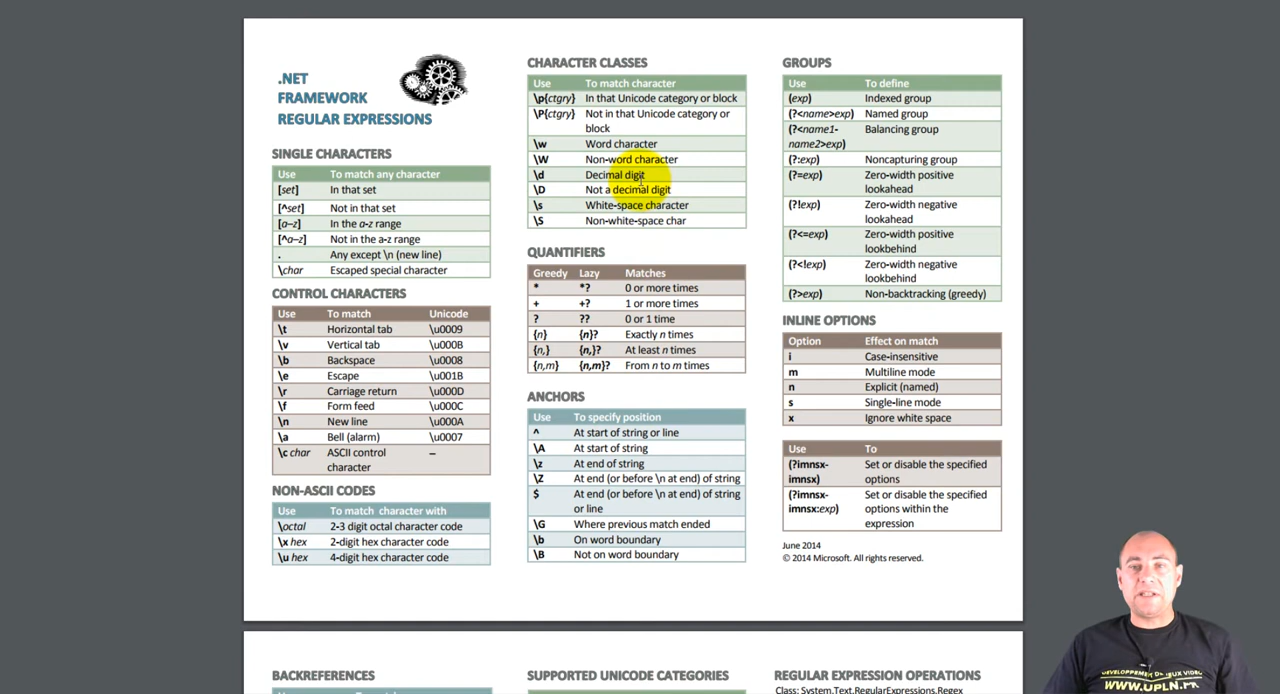 .NET
FRAMEWORK
REGULAR EXPRESSIONS
SINGLE CHARACTERS
Use To match any character
[set] In that set
[^set] Not in that set
[a–z] In the a-z range
[^a–z] Not in the a-z range
. Any except \n (new line)
\char Escaped special character
CONTROL CHARACTERS
Use To match Unicode
\t Horizontal tab \u0009
\v Vertical tab \u000B
\b Backspace \u0008
\e Escape \u001B
\r Carriage return \u000D
\f Form feed \u000C
\n New line \u000A
\a Bell (alarm) \u0007
\c char ASCII control –
character
NON-ASCII CODES
Use To match character with
\octal 2-3 digit octal character code
\x hex 2-digit hex character code
\u hex 4-digit hex character code
CHARACTER CLASSES
Use To match character
\p{ctgry} In that Unicode category or block
\P{ctgry} Not in that Unicode category or
block
\w Word character
\W Non-word character
\d Decimal digit
\D Not a decimal digit
\s White-space character
\S Non-white-space char
QUANTIFIERS
Greedy Lazy Matches
* *? 0 or more times
+ +? 1 or more times
? ?? 0 or 1 time
{n} {n}? Exactly n times
{n,} {n,}? At least n times
{n,m} {n,m}? From n to m times
ANCHORS
Use To specify position
^ At start of string or line
\A At start of string
\z At end of string
\Z At end (or before \n at end) of string
$ At end (or before \n at end) of string
or line
\G Where previous match ended
\b On word boundary
\B Not on word boundary
GROUPS
Use To define
(exp) Indexed group
(?<name>exp) Named group
(?<name1- Balancing group
name2>exp)
(?:exp) Noncapturing group
(?=exp) Zero-width positive
lookahead
(?!exp) Zero-width negative
lookahead
(?<=exp) Zero-width positive
lookbehind
(?<!exp) Zero-width negative
lookbehind
(?>exp) Non-backtracking (greedy)
INLINE OPTIONS
Option Effect on match
i Case-insensitive
m Multiline mode
n Explicit (named)
s Single-line mode
x Ignore white space
Use To
(?imnsx- Set or disable the specified
imnsx) options
(?imnsx- Set or disable the specified
imnsx:exp) options within the
expression
June 2014
© 2014 Microsoft. All rights reserved.
BACKREFERENCES
SUPPORTED UNICODE CATEGORIES
REGULAR EXPRESSION OPERATIONS
Class: System.Text.RegularExpressions.Regex
DEVELOPPEMENT DE JEUX VIDEO
WWW.UPLN.FR